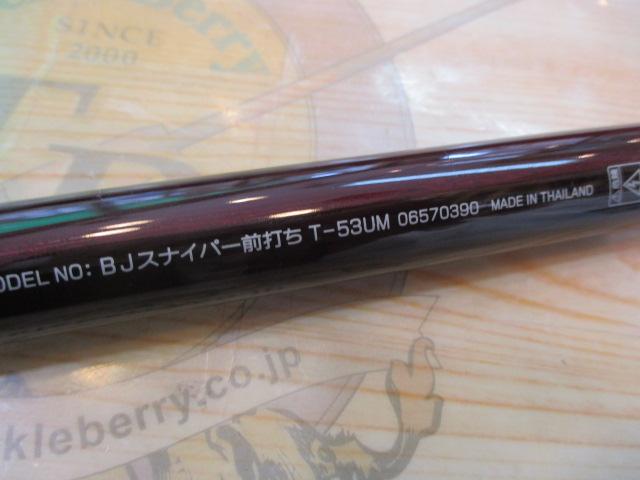 SINCE
2000
ODEL NO: BJスナイパー前打ち T-53UM 06570390 MADE IN THAILAND
kleberry.co.jp